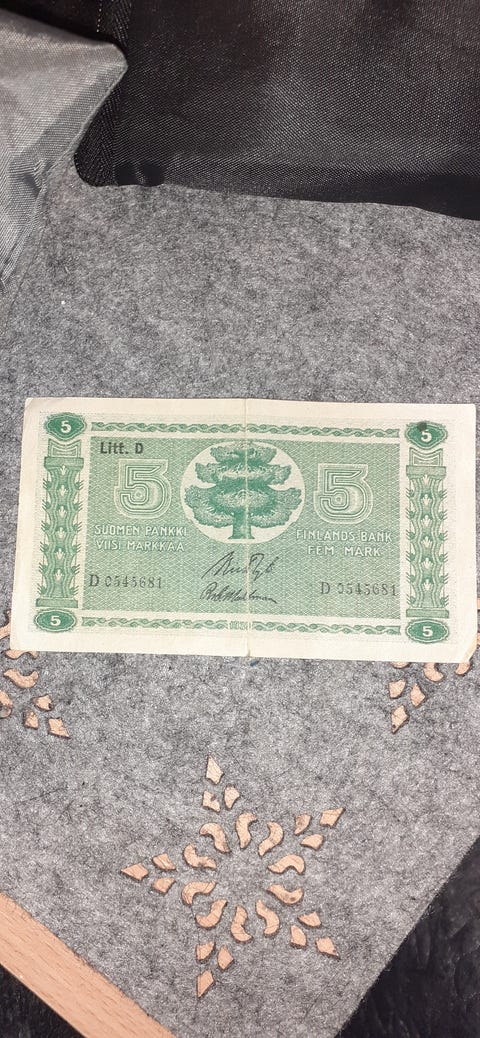 5 5
Litt. D
5 5
SUOMEN PANKKI FINLANDS BANK
VIISI MARKKAA FEM MARK
D 0545681 D 0545681
5 5